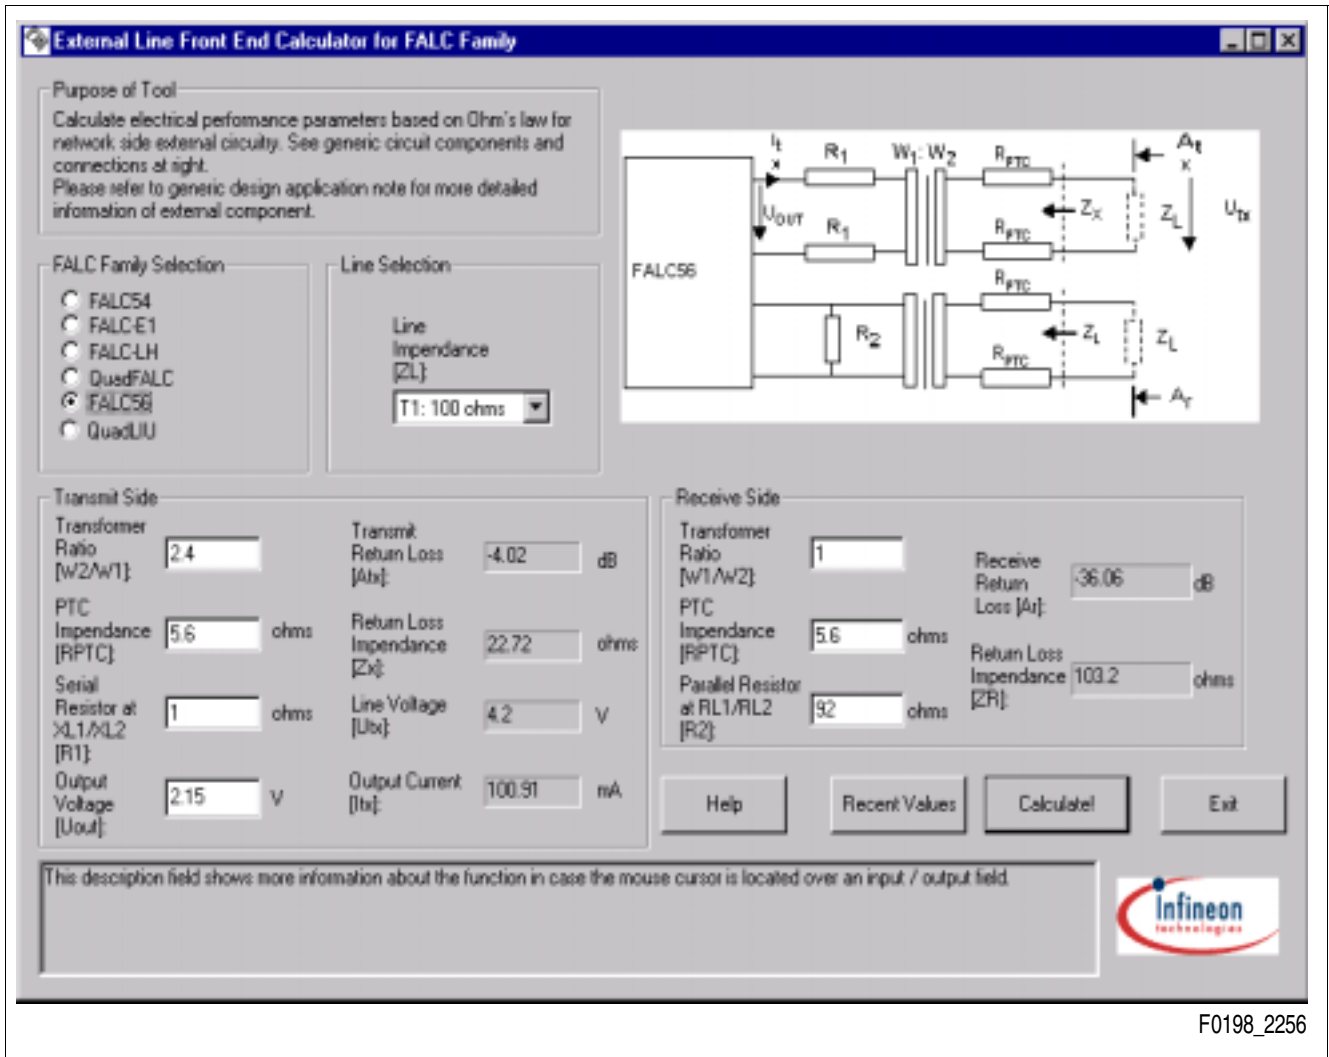 External Line Front End Calculator for FALC Family
Purpose of Tool
Calculate electrical performance parameters based on Ohm's law for
network side external circuity. See generic circuit components and
connections at right.
Please refer to generic design application note for more detailed
information of external component.
FALC Family Selection
FALC54
FALC-E1
FALC-LH
QuadFALC
FALC56
QuadLIU
Line Selection
Line
Impendance
[ZL]:
T1: 100 ohms
FALC56
It
x
R1
W1: W2
RPTC
At
x
UOUT
ZX
ZL
Utx
R1
RPTC
RPTC
R2
ZL
ZL
RPTC
Ar
Transmit Side
Transformer
Ratio
[W2/W1]:
2.4
PTC
Impendance
[RPTC]:
5.6
ohms
Serial
Resistor at
XL1/XL2
[R1]:
1
ohms
Output
Voltage
[Uout]:
2.15
V
Transmit
Return Loss
[Atx]:
-4.02
dB
Return Loss
Impendance
[Zx]:
22.72
ohms
Line Voltage
[Utx]:
4.2
V
Output Current
[Itx]:
100.91
mA
Receive Side
Transformer
Ratio
[W1/W2]:
1
PTC
Impendance
[RPTC]:
5.6
ohms
Parallel Resistor
at RL1/RL2
[R2]:
92
ohms
Receive
Return
Loss [Ar]:
-36.06
dB
Return Loss
Impendance
[ZR]:
103.2
ohms
Help
Recent Values
Calculate!
Exit
This description field shows more information about the function in case the mouse cursor is located over an input / output field.
Infineon
technologies
F0198_2256